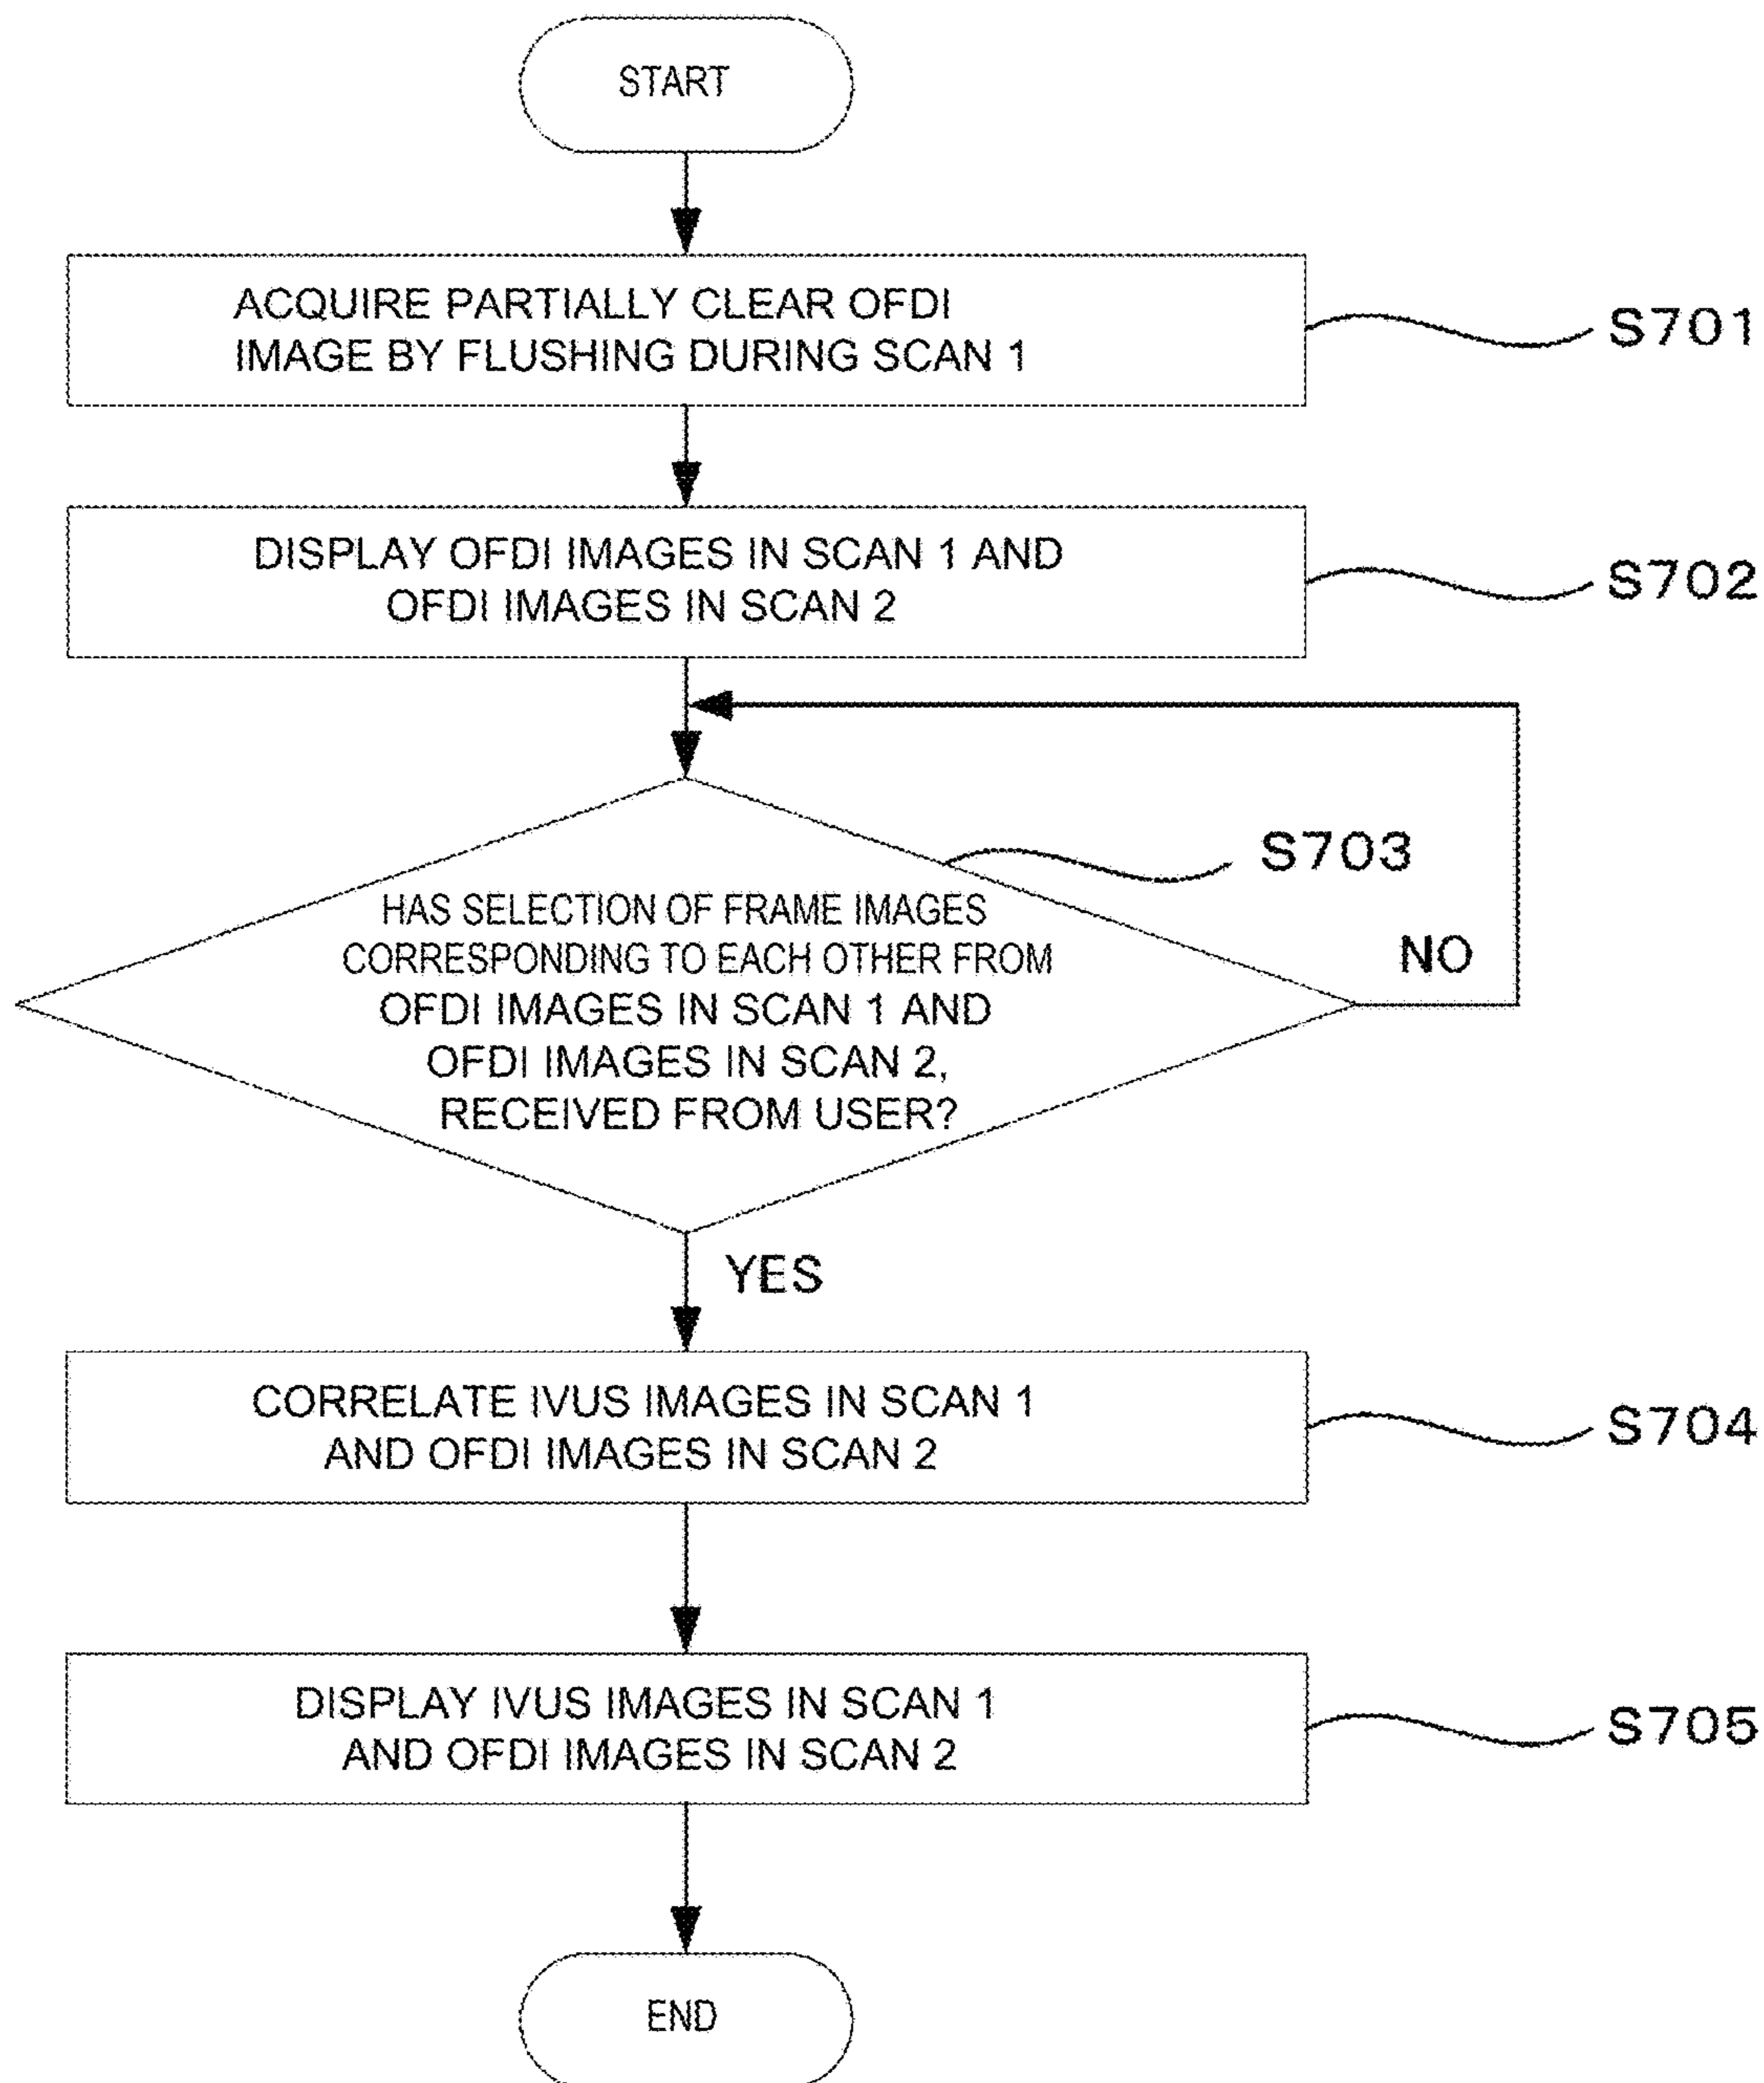 START
ACQUIRE PARTIALLY CLEAR OFDI
IMAGE BY FLUSHING DURING SCAN 1
S701
DISPLAY OFDI IMAGES IN SCAN 1 AND
OFDI IMAGES IN SCAN 2
S702
S703
HAS SELECTION OF FRAME IMAGES
CORRESPONDING TO EACH OTHER FROM
OFDI IMAGES IN SCAN 1 AND
OFDI IMAGES IN SCAN 2,
RECEIVED FROM USER?
NO
YES
CORRELATE IVUS IMAGES IN SCAN 1
AND OFDI IMAGES IN SCAN 2
S704
DISPLAY IVUS IMAGES IN SCAN 1
AND OFDI IMAGES IN SCAN 2
S705
END